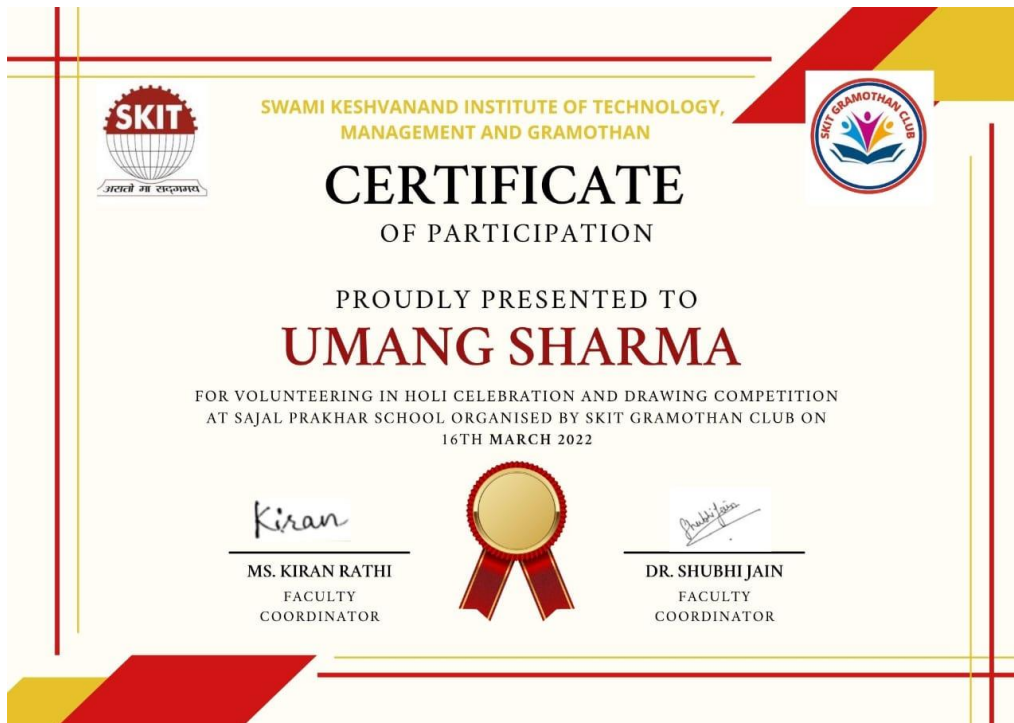 SKIT
असतो मा सद्गमय
SWAMI KESHVANAND INSTITUTE OF TECHNOLOGY,
MANAGEMENT AND GRAMOTHAN
SKIT GRAMOTHAN CLUB
CERTIFICATE
OF PARTICIPATION
PROUDLY PRESENTED TO
UMANG SHARMA
FOR VOLUNTEERING IN HOLI CELEBRATION AND DRAWING COMPETITION
AT SAJAL PRAKHAR SCHOOL ORGANISED BY SKIT GRAMOTHAN CLUB ON
16TH MARCH 2022
Kiran
MS. KIRAN RATHI
FACULTY
COORDINATOR
Shubhi Jain
DR. SHUBHI JAIN
FACULTY
COORDINATOR